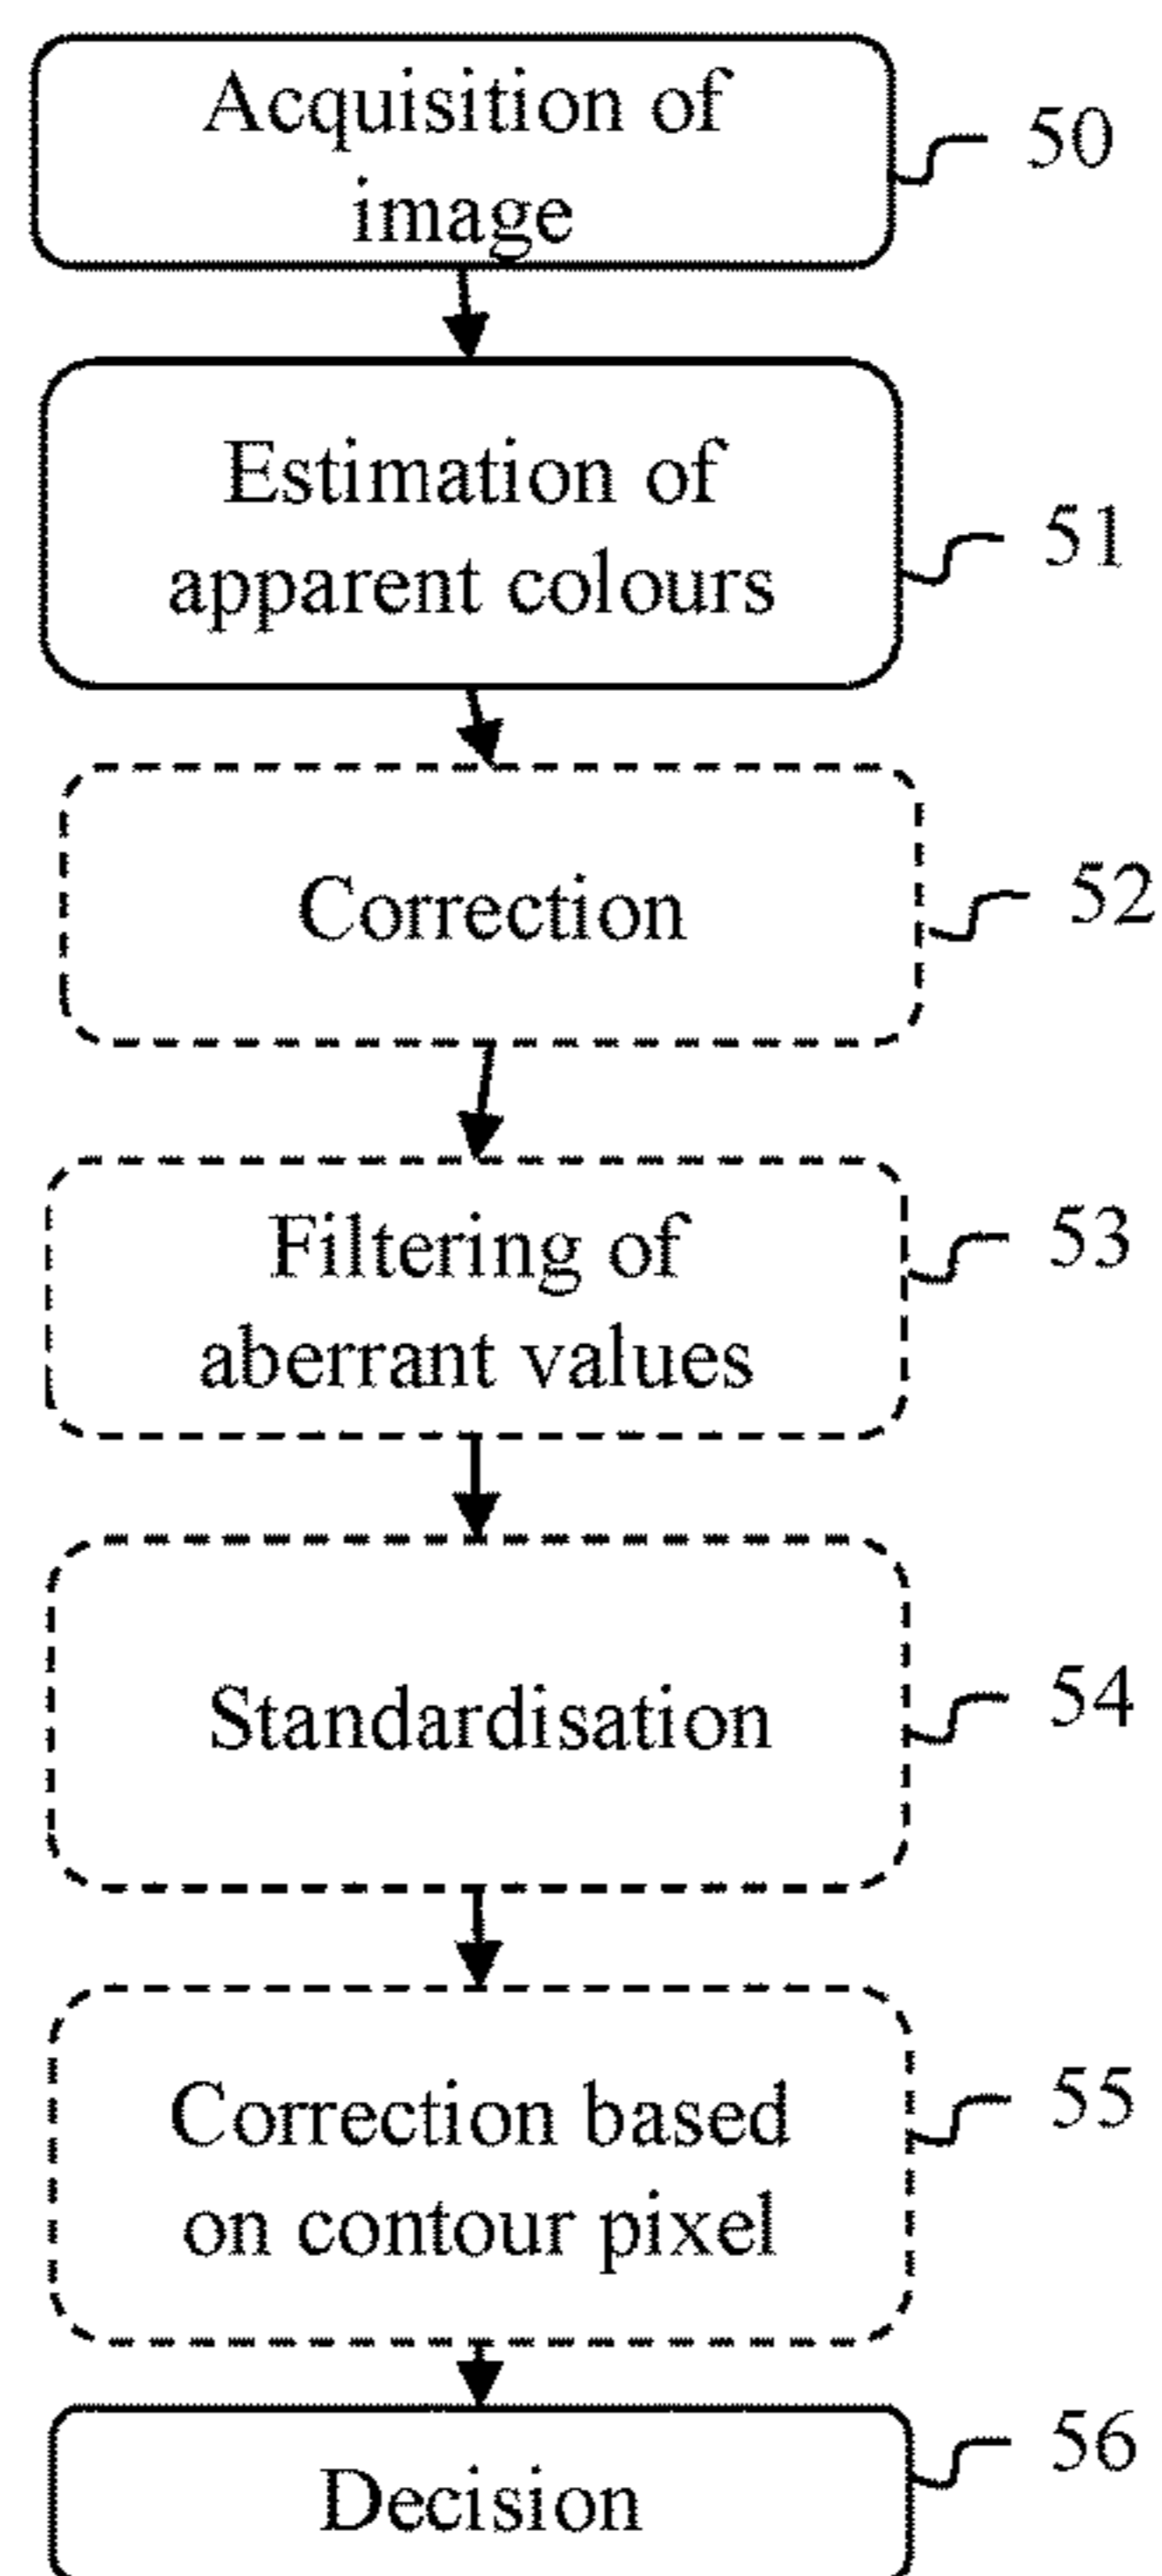 Acquisition of
image
50
Estimation of
apparent colours
51
Correction
52
Filtering of
aberrant values
53
Standardisation
54
Correction based
on contour pixel
55
Decision
56